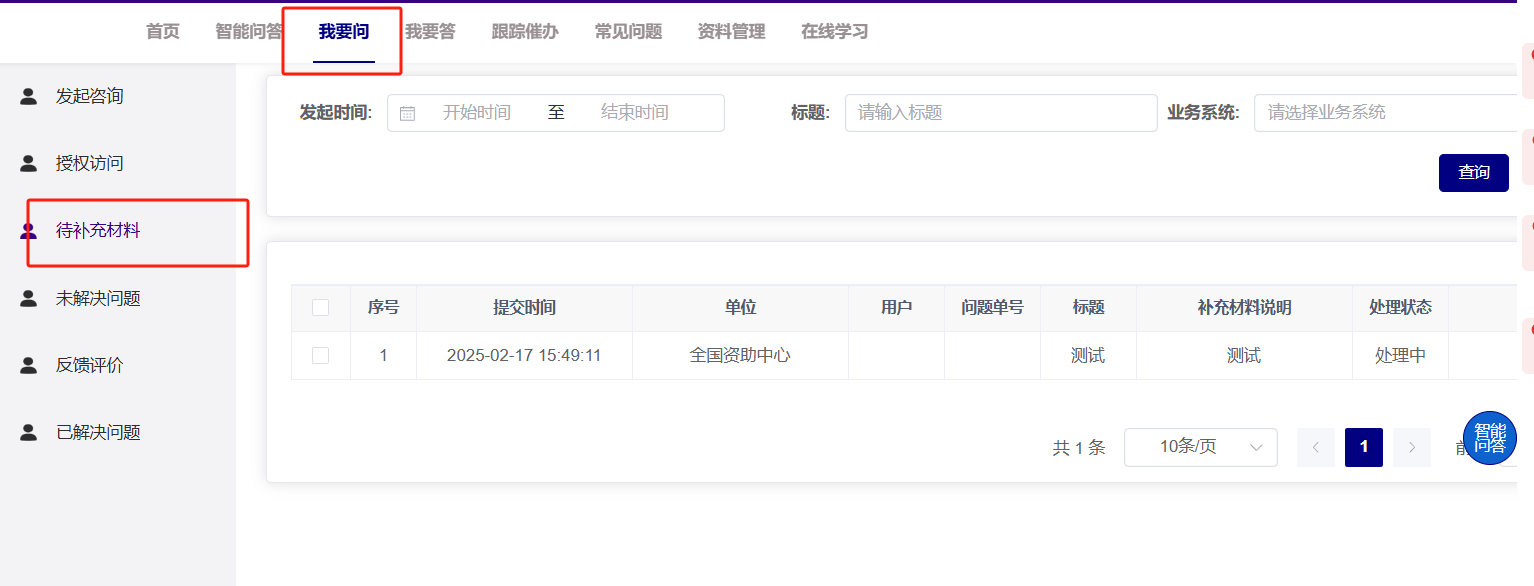 首页 智能问答 我要问 我要答 跟踪催办 常见问题 资料管理 在线学习
发起咨询
授权访问
待补充材料
未解决问题
反馈评价
已解决问题
发起时间: 开始时间 至 结束时间 标题: 请输入标题 业务系统: 请选择业务系统
查询
序号 提交时间 单位 用户 问题单号 标题 补充材料说明 处理状态
1 2025-02-17 15:49:11 全国资助中心 测试 测试 处理中
共 1 条 10条/页 1 前
智能
问答